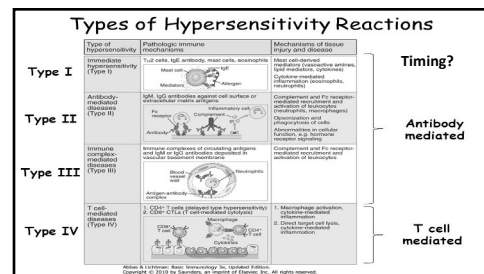 Types of Hypersensitivity Reactions
Type of hypersensitivity
Pathologic immune mechanisms
Mechanisms of tissue injury and disease
Type I
Immediate hypersensitivity (Type I)
TH2 cells, IgE antibody, mast cells, eosinophils
Mast cell
IgE
Mediators
Allergen
Mast cell-derived mediators (vasoactive amines, lipid mediators, cytokines)
Cytokine-mediated inflammation (eosinophils, neutrophils)
Timing?
Type II
Antibody-mediated diseases (Type II)
IgM, IgG antibodies against cell surface or extracellular matrix antigens
Fc receptor
Inflammatory cell
Complement
Antibody
Complement and Fc receptor-mediated recruitment and activation of leukocytes (neutrophils, macrophages)
Opsonization and phagocytosis of cells
Abnormalities in cellular function, e.g. hormone receptor signaling
Antibody mediated
Type III
Immune complex-mediated diseases (Type III)
Immune complexes of circulating antigens and IgM or IgG antibodies deposited in vascular basement membrane
Blood vessel wall
Neutrophils
Antigen-antibody complex
Complement and Fc receptor-mediated recruitment and activation of leukocytes
Type IV
T cell-mediated diseases (Type IV)
1. CD4+ T cells (delayed type hypersensitivity)
2. CD8+ CTLs (T cell-mediated cytolysis)
CD8+ T cell
Macrophage
CD4+ T cell
Cytokines
1. Macrophage activation, cytokine-mediated inflammation
2. Direct target cell lysis, cytokine-mediated inflammation
T cell mediated
Abbas & Lichtman: Basic Immunology 3e, Updated Edition.
Copyright © 2010 by Saunders, an imprint of Elsevier, Inc. All rights reserved.